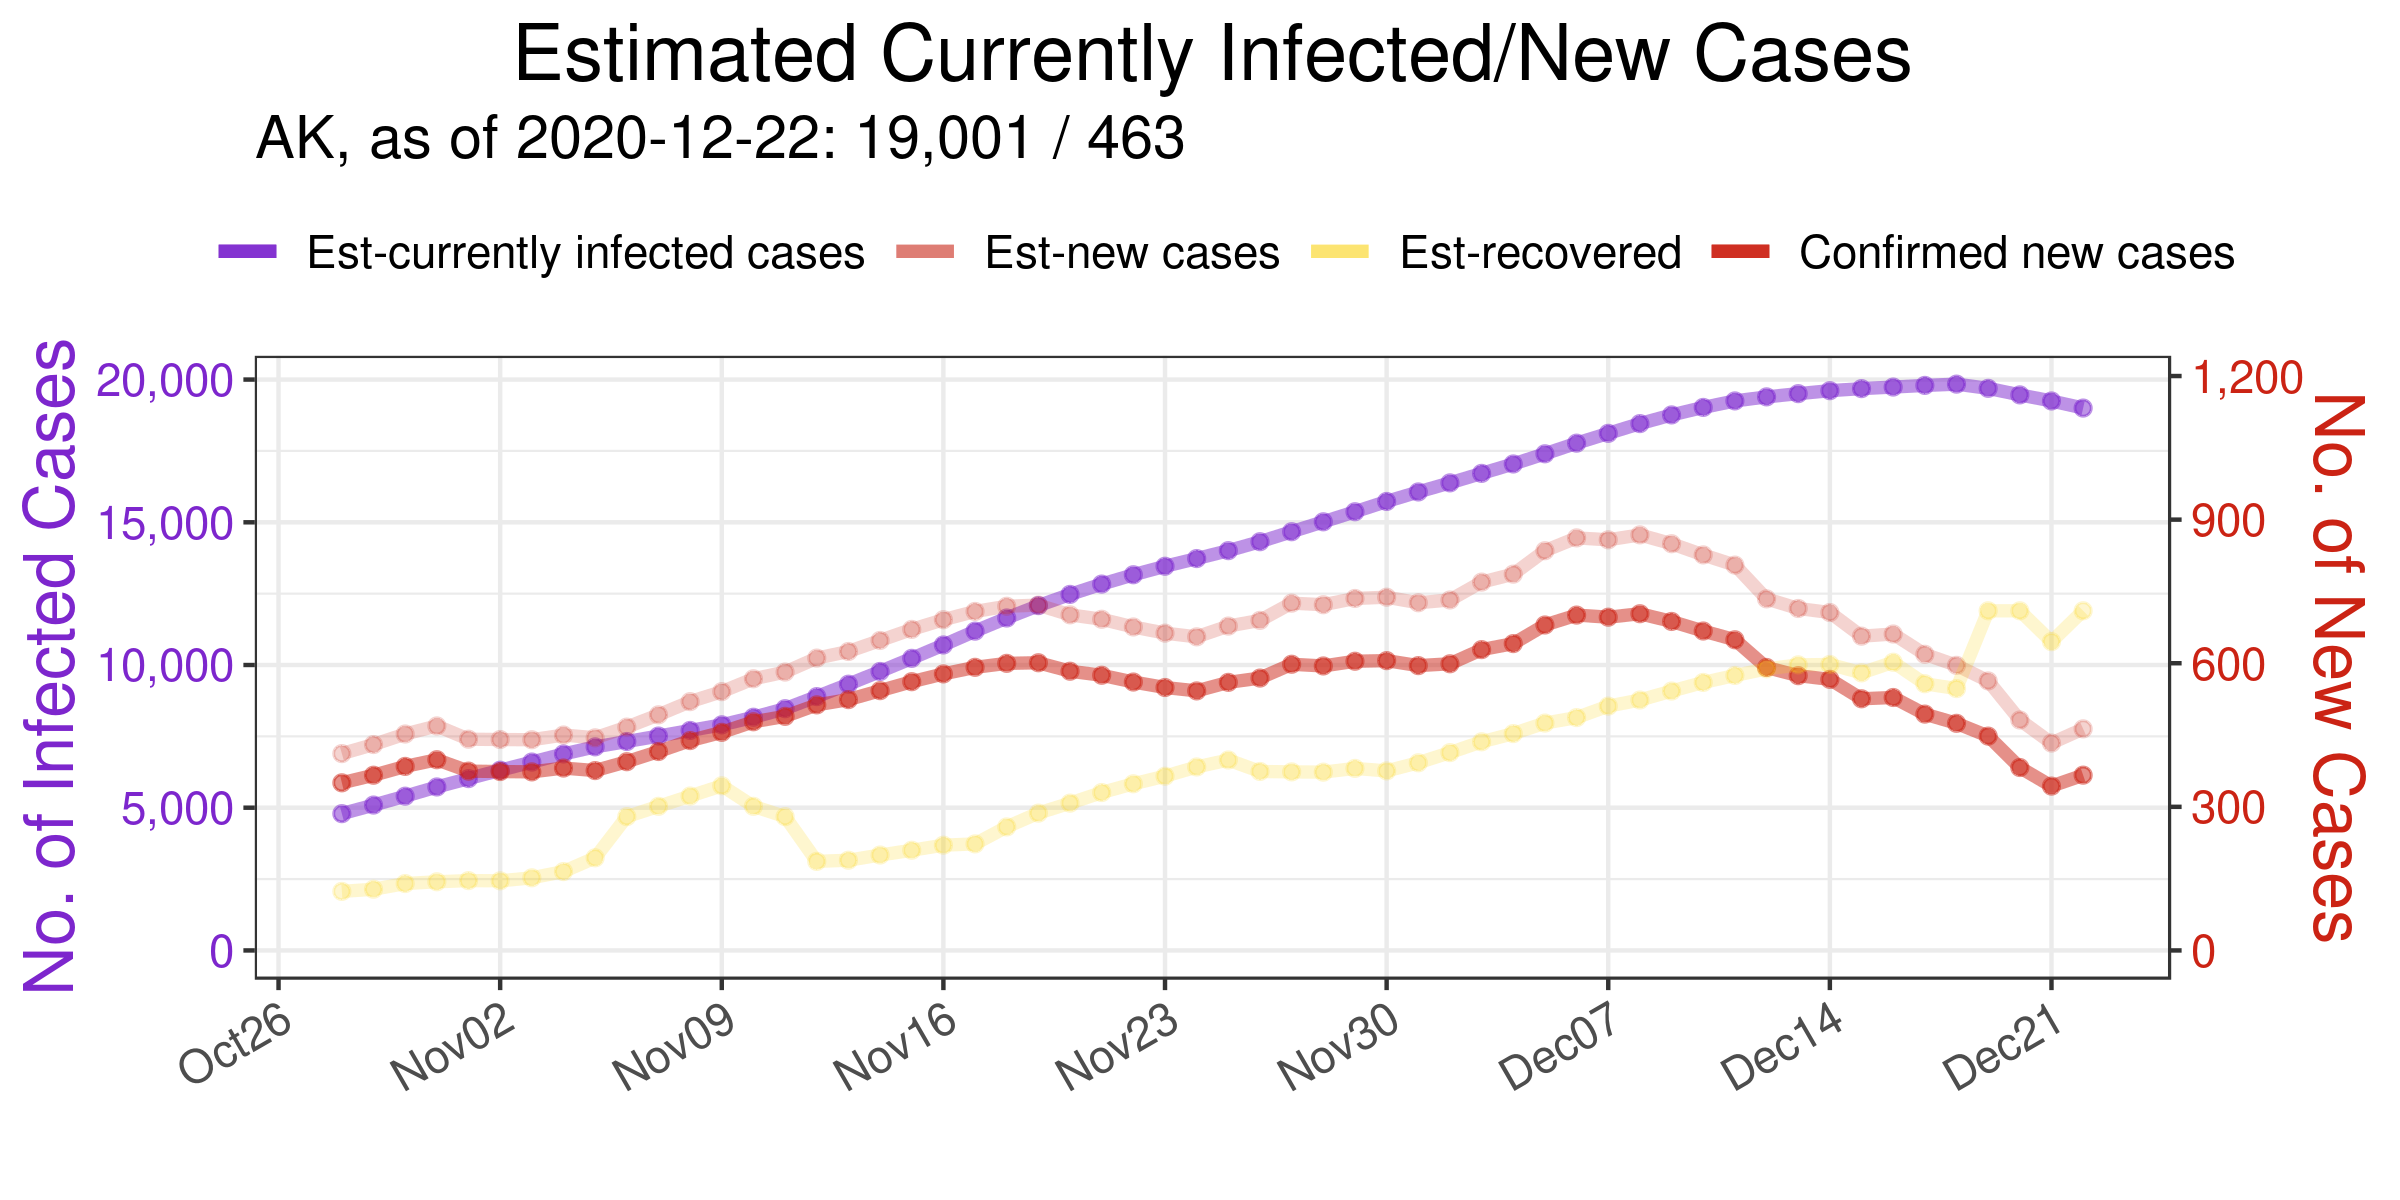 Estimated Currently Infected/New Cases
AK, as of 2020-12-22: 19,001 / 463
Est-currently infected cases Est-new cases Est-recovered Confirmed new cases
No. of Infected Cases
20,000
15,000
10,000
5,000
0
1,200
900
600
300
0
No. of New Cases
Oct26 Nov02 Nov09 Nov16 Nov23 Nov30 Dec07 Dec14 Dec21